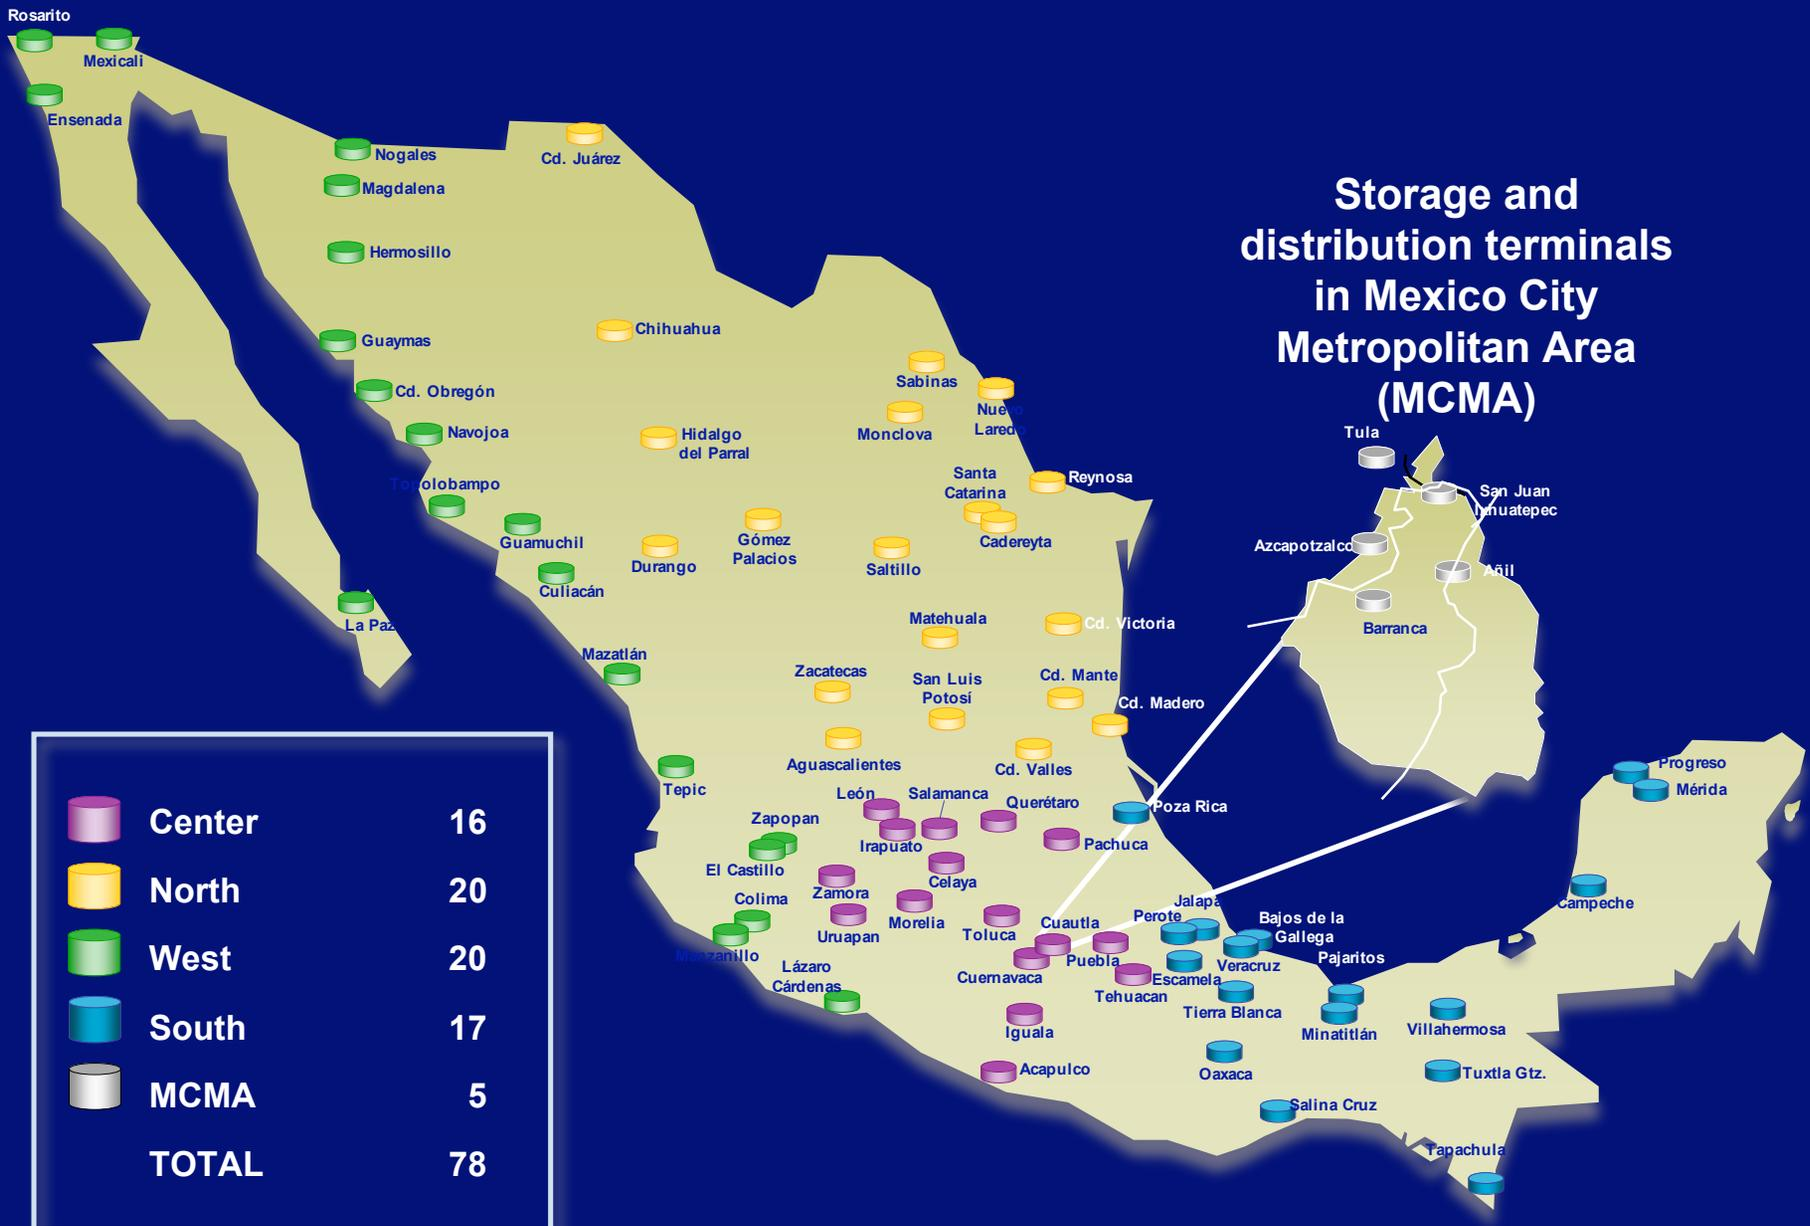 Rosarito
Mexicali
Ensenada
Nogales
Magdalena
Hermosillo
Guaymas
Cd. Obregón
Navojoa
Topolobampo
Guamuchil
Culiacán
La Paz
Mazatlán
Tepic
Cd. Juárez
Chihuahua
Hidalgo
del Parral
Durango
Gómez
Palacios
Sabinas
Monclova
Nuevo
Laredo
Santa
Catarina
Reynosa
Cadereyta
Saltillo
Matehuala
Cd. Victoria
Zacatecas
San Luis
Potosí
Cd. Mante
Cd. Madero
Aguascalientes
Cd. Valles
León
Salamanca
Querétaro
Poza Rica
Zapopan
Irapuato
Pachuca
El Castillo
Celaya
Zamora
Colima
Morelia
Uruapan
Toluca
Cuautla
Manzanillo
Lázaro
Cárdenas
Cuernavaca
Puebla
Tehuacan
Iguala
Acapulco
Jalapa
Perote
Bajos de la
Gallega
Pajaritos
Veracruz
Escamela
Tierra Blanca
Minatitlán
Villahermosa
Oaxaca
Tuxtla Gtz.
Salina Cruz
Tapachula
Progreso
Mérida
Campeche
Storage and
distribution terminals
in Mexico City
Metropolitan Area
(MCMA)
Tula
San Juan
Ixhuatepec
Azcapotzalco
Añil
Barranca
Center 16
North 20
West 20
South 17
MCMA 5
TOTAL 78